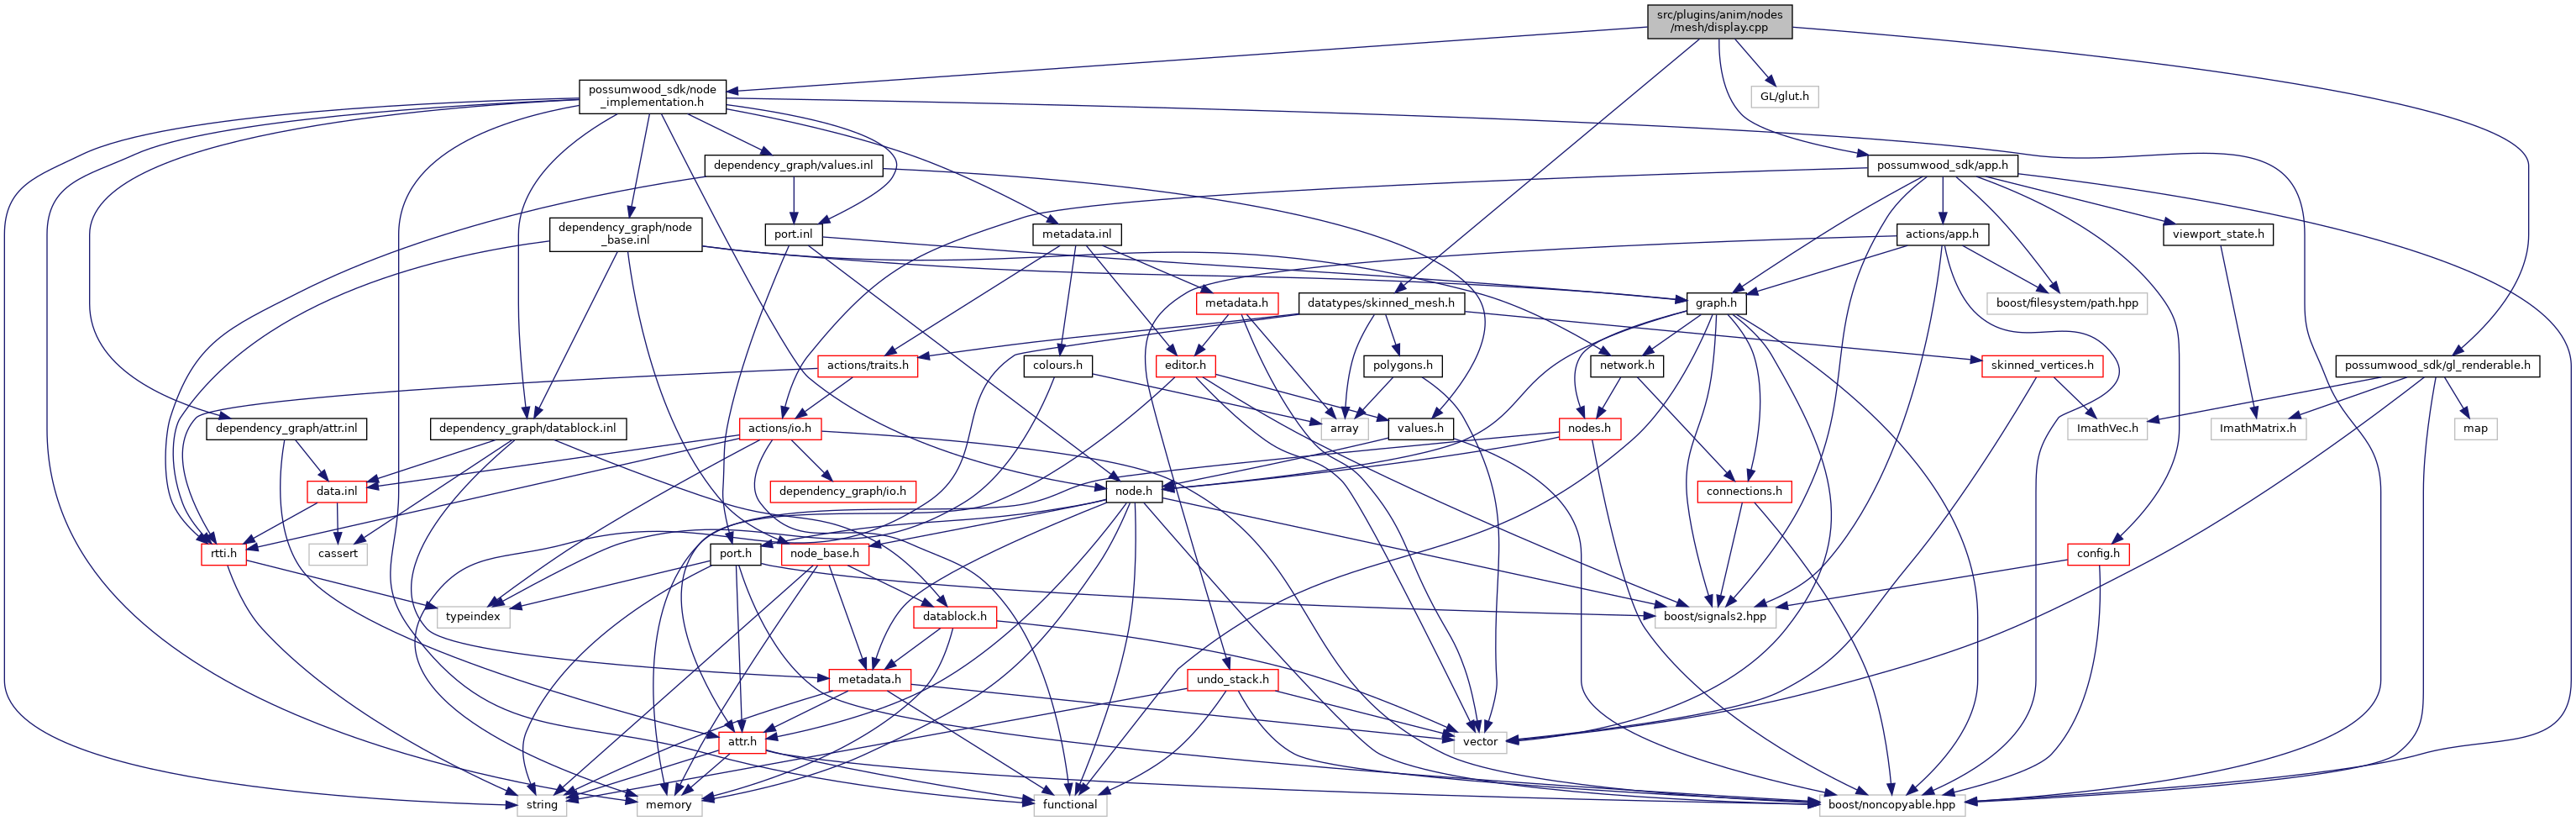 src/plugins/anim/nodes
/mesh/display.cpp
possumwood_sdk/node
_implementation.h
GL/glut.h
dependency_graph/values.inl
possumwood_sdk/app.h
dependency_graph/node
_base.inl
port.inl
metadata.inl
actions/app.h
viewport_state.h
metadata.h
datatypes/skinned_mesh.h
graph.h
boost/filesystem/path.hpp
actions/traits.h
colours.h
editor.h
polygons.h
network.h
skinned_vertices.h
possumwood_sdk/gl_renderable.h
dependency_graph/attr.inl
dependency_graph/datablock.inl
actions/io.h
array
values.h
nodes.h
ImathVec.h
ImathMatrix.h
map
data.inl
dependency_graph/io.h
node.h
connections.h
rtti.h
cassert
port.h
node_base.h
config.h
typeindex
datablock.h
boost/signals2.hpp
metadata.h
undo_stack.h
attr.h
vector
string
memory
functional
boost/noncopyable.hpp